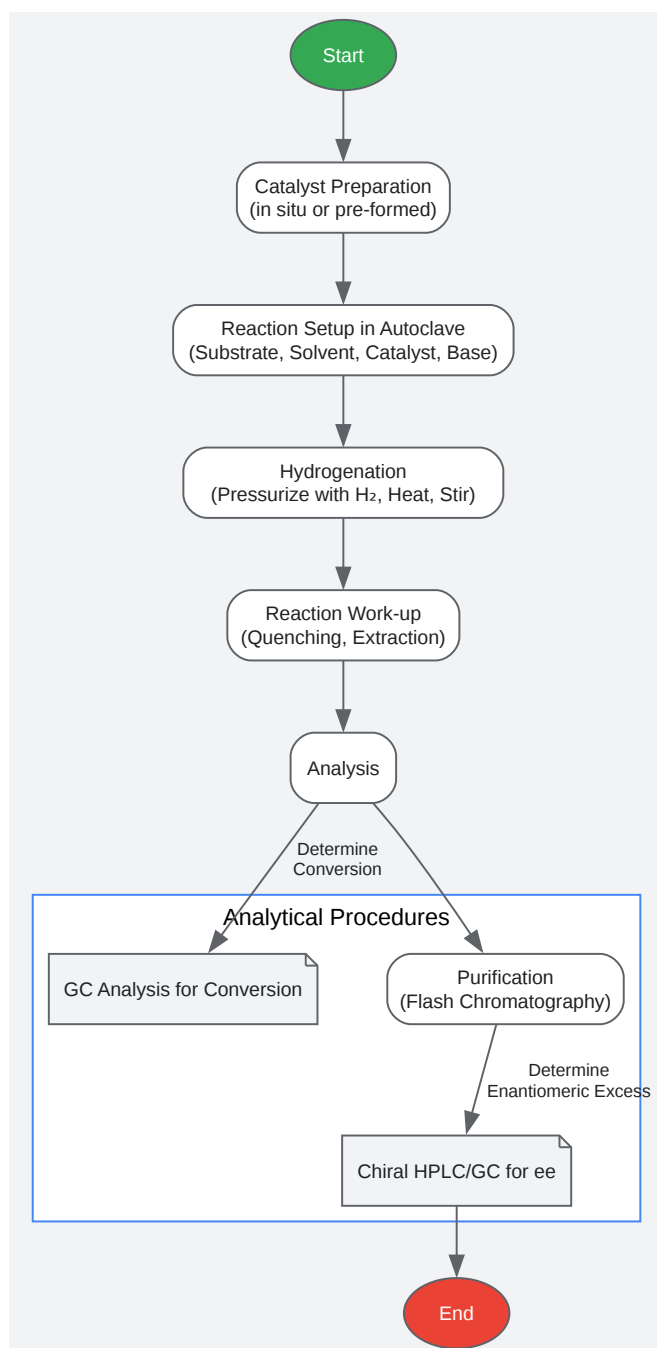 Start
Catalyst Preparation
(in situ or pre-formed)
Reaction Setup in Autoclave
(Substrate, Solvent, Catalyst, Base)
Hydrogenation
(Pressurize with H₂, Heat, Stir)
Reaction Work-up
(Quenching, Extraction)
Analysis
Determine
Conversion
Analytical Procedures
GC Analysis for Conversion
Purification
(Flash Chromatography)
Determine
Enantiomeric Excess
Chiral HPLC/GC for ee
End